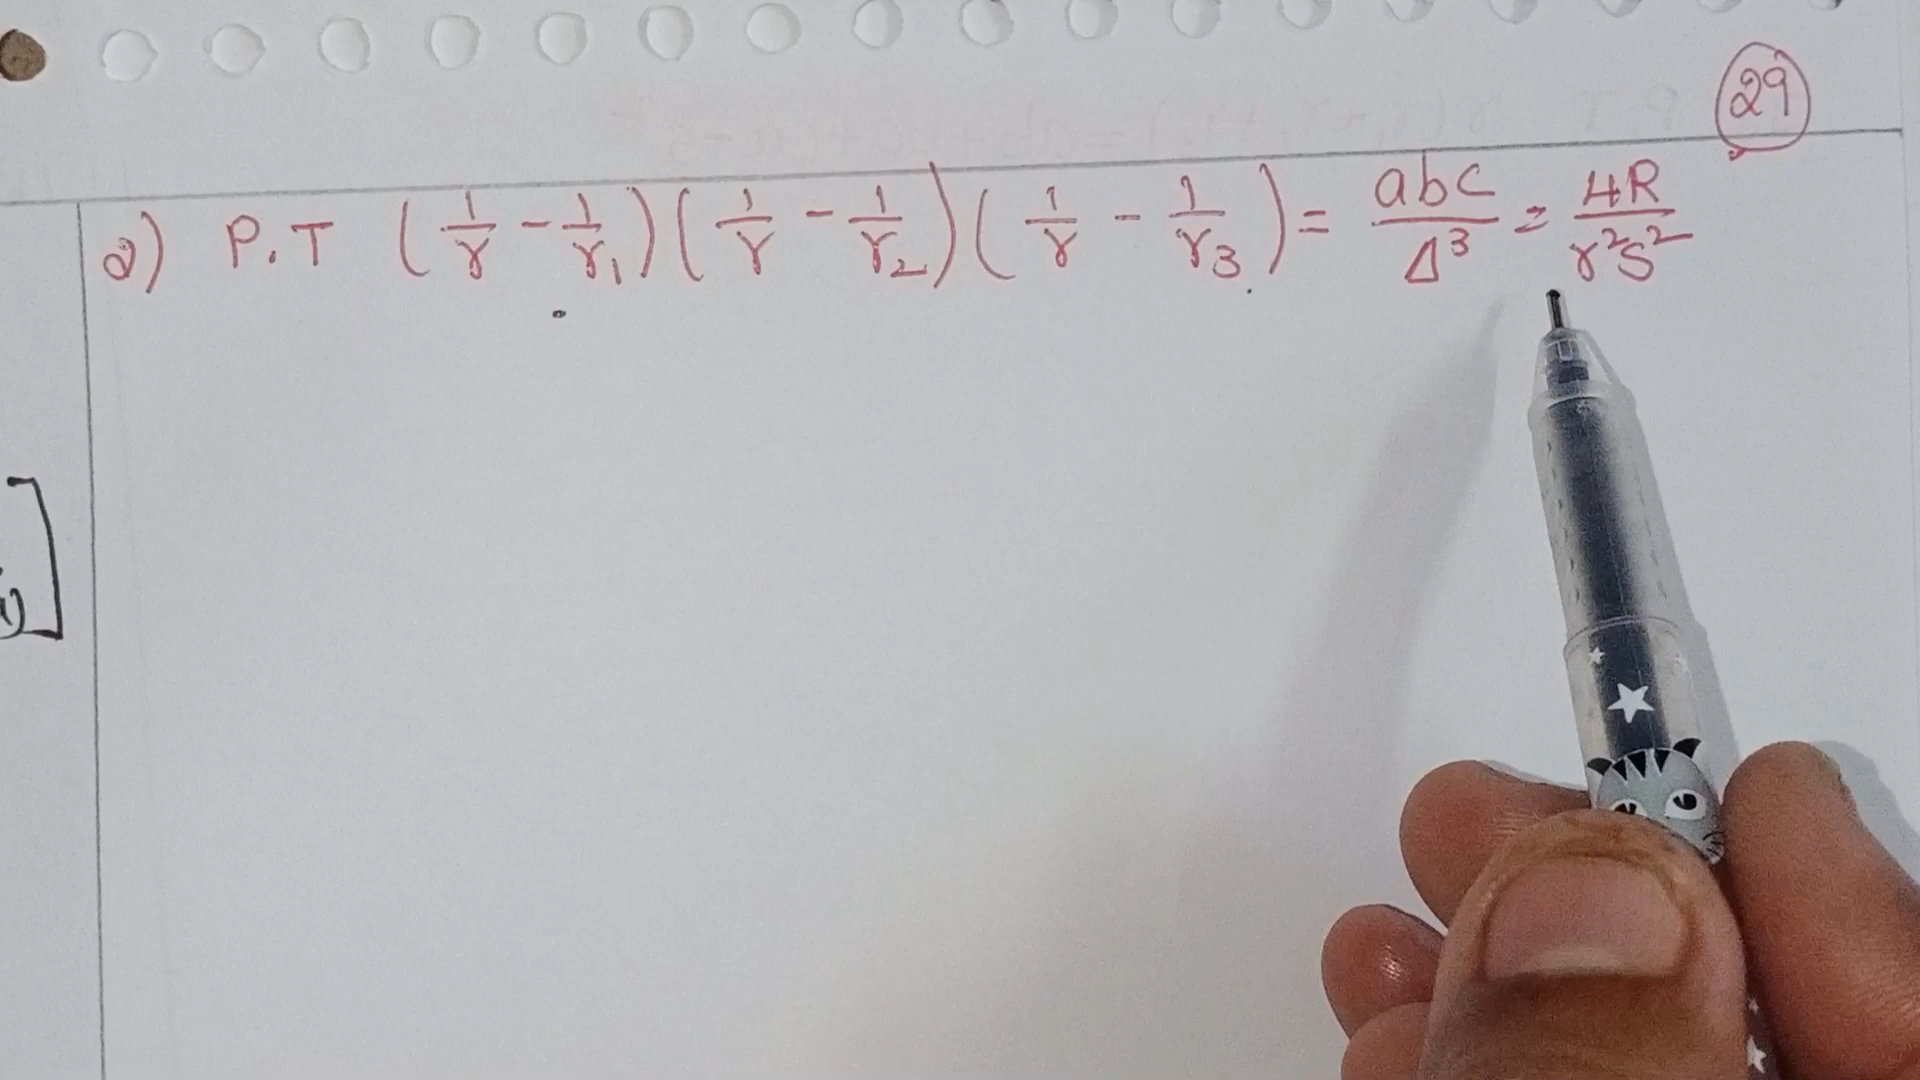 29
2) P.T (1/r - 1/r₁)(1/r - 1/r₂)(1/r - 1/r₃) = abc/Δ³ = 4R/r²s²